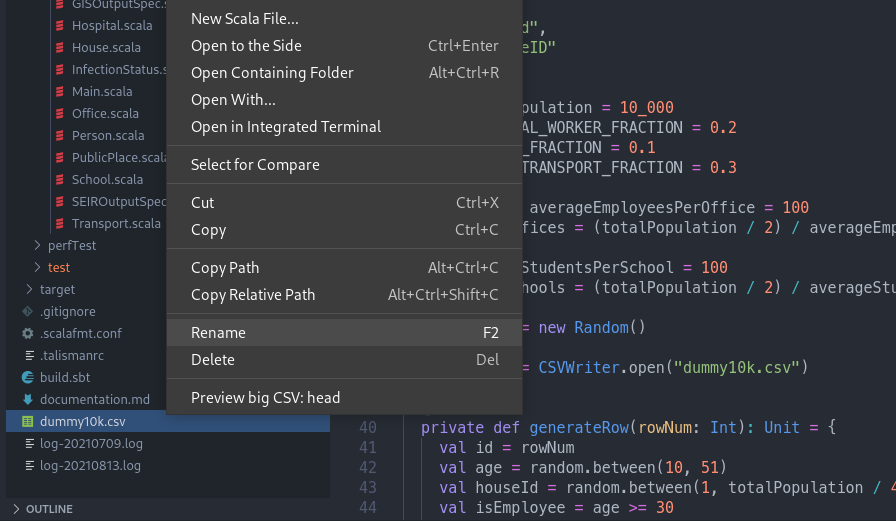 GISOutputSpec.s
Hospital.scala
House.scala
InfectionStatus.s
Main.scala
Office.scala
Person.scala
PublicPlace.scala
School.scala
SEIROutputSpec
Transport.scala
perfTest
test
target
.gitignore
.scalafmt.conf
.talismanrc
build.sbt
documentation.md
dummy10k.csv
log-20210709.log
log-20210813.log
OUTLINE
New Scala File...
Open to the Side Ctrl+Enter
Open Containing Folder Alt+Ctrl+R
Open With...
Open in Integrated Terminal
Select for Compare
Cut Ctrl+X
Copy Ctrl+C
Copy Path Alt+Ctrl+C
Copy Relative Path Alt+Ctrl+Shift+C
Rename F2
Delete Del
Preview big CSV: head
d",
eID"
pulation = 10_000
AL_WORKER_FRACTION = 0.2
_FRACTION = 0.1
TRANSPORT_FRACTION = 0.3
averageEmployeesPerOffice = 100
fices = (totalPopulation / 2) / averageEmp
StudentsPerSchool = 100
hools = (totalPopulation / 2) / averageStu
= new Random()
= CSVWriter.open("dummy10k.csv")
40 private def generateRow(rowNum: Int): Unit = {
41 val id = rowNum
42 val age = random.between(10, 51)
43 val houseId = random.between(1, totalPopulation / 4
44 val isEmployee = age >= 30